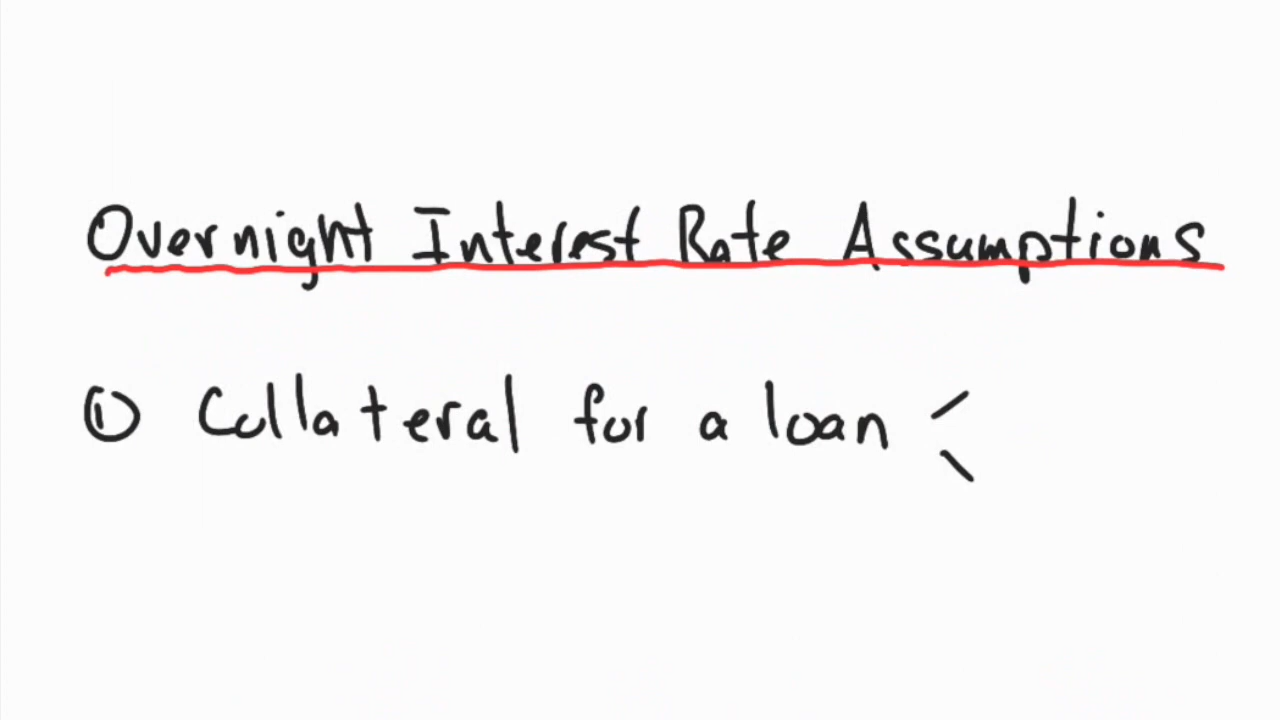 Overnight Interest Rate Assumptions
① Collateral for a loan